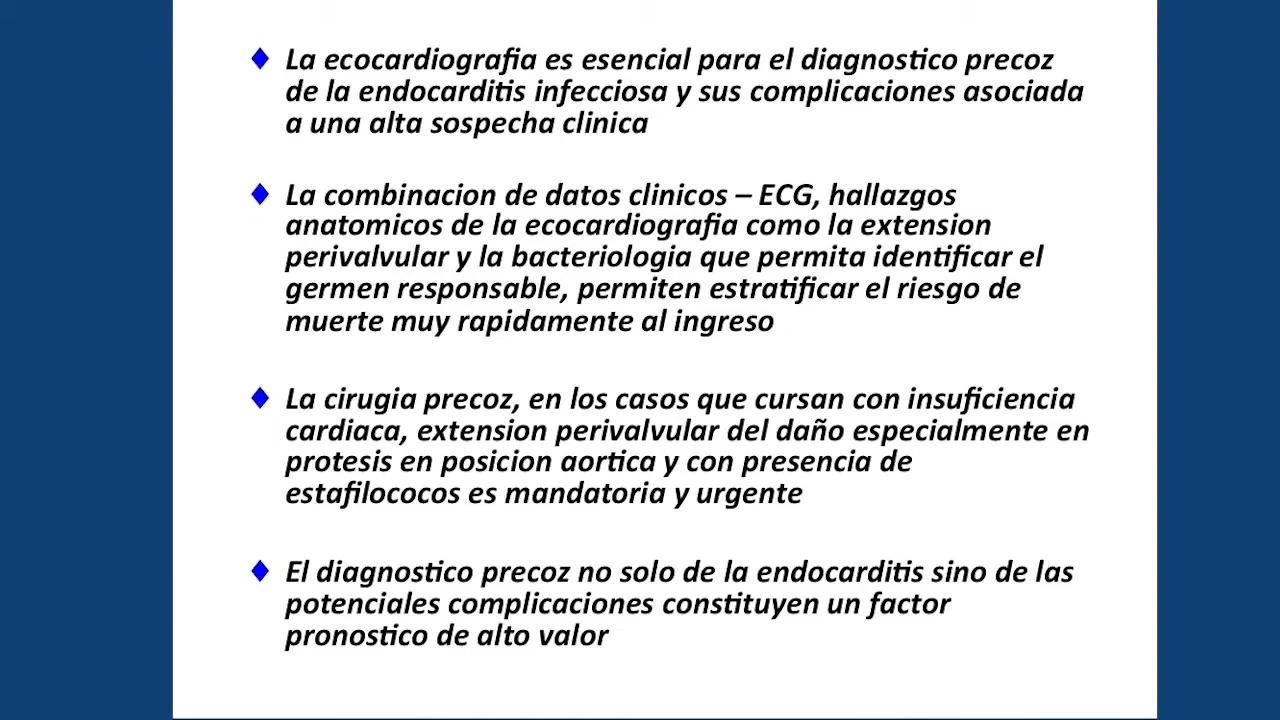 La ecocardiografia es esencial para el diagnostico precoz
de la endocarditis infecciosa y sus complicaciones asociada
a una alta sospecha clinica
La combinacion de datos clinicos – ECG, hallazgos
anatomicos de la ecocardiografia como la extension
perivalvular y la bacteriologia que permita identificar el
germen responsable, permiten estratificar el riesgo de
muerte muy rapidamente al ingreso
La cirugia precoz, en los casos que cursan con insuficiencia
cardiaca, extension perivalvular del daño especialmente en
protesis en posicion aortica y con presencia de
estafilococos es mandatoria y urgente
El diagnostico precoz no solo de la endocarditis sino de las
potenciales complicaciones constituyen un factor
pronostico de alto valor